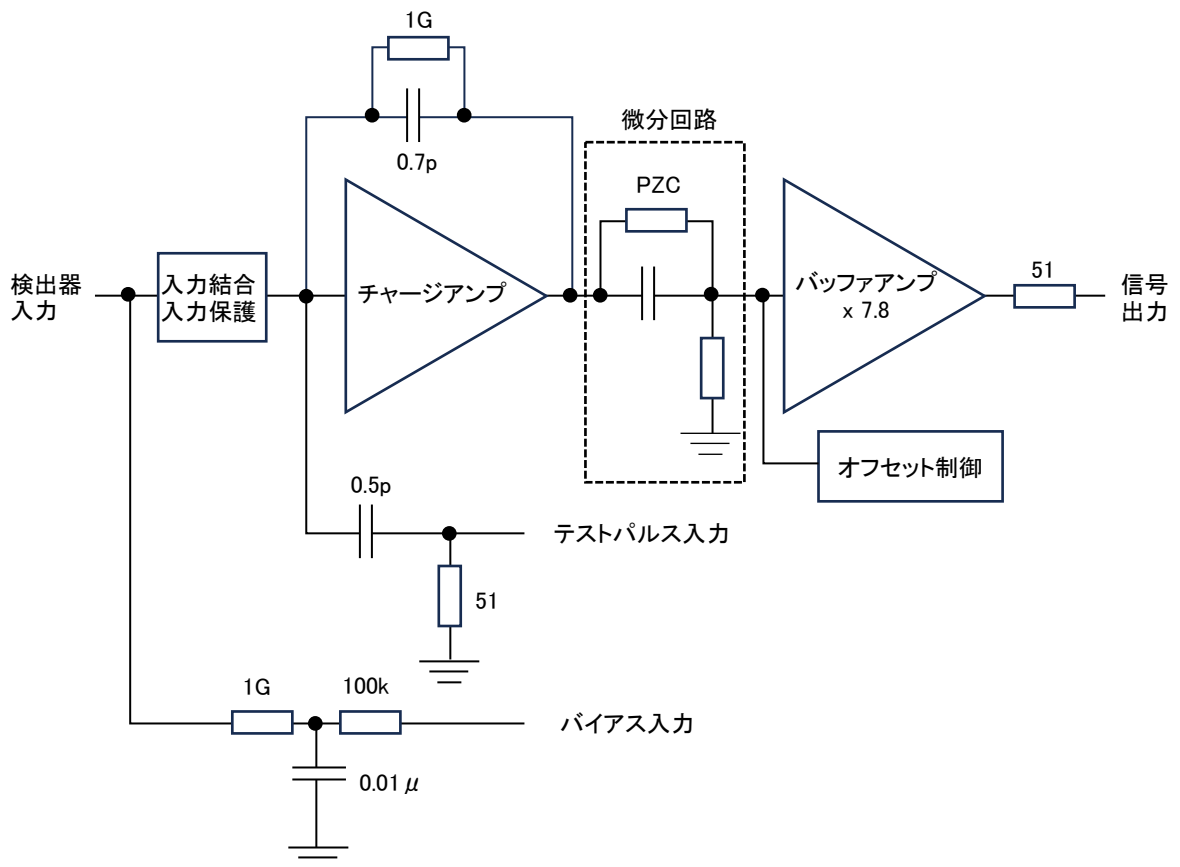 1G
0.7p
微分回路
PZC
検出器
入力
入力結合
入力保護
チャージアンプ
バッファアンプ
x 7.8
51
信号
出力
オフセット制御
0.5p
テストパルス入力
51
1G
100k
バイアス入力
0.01μ